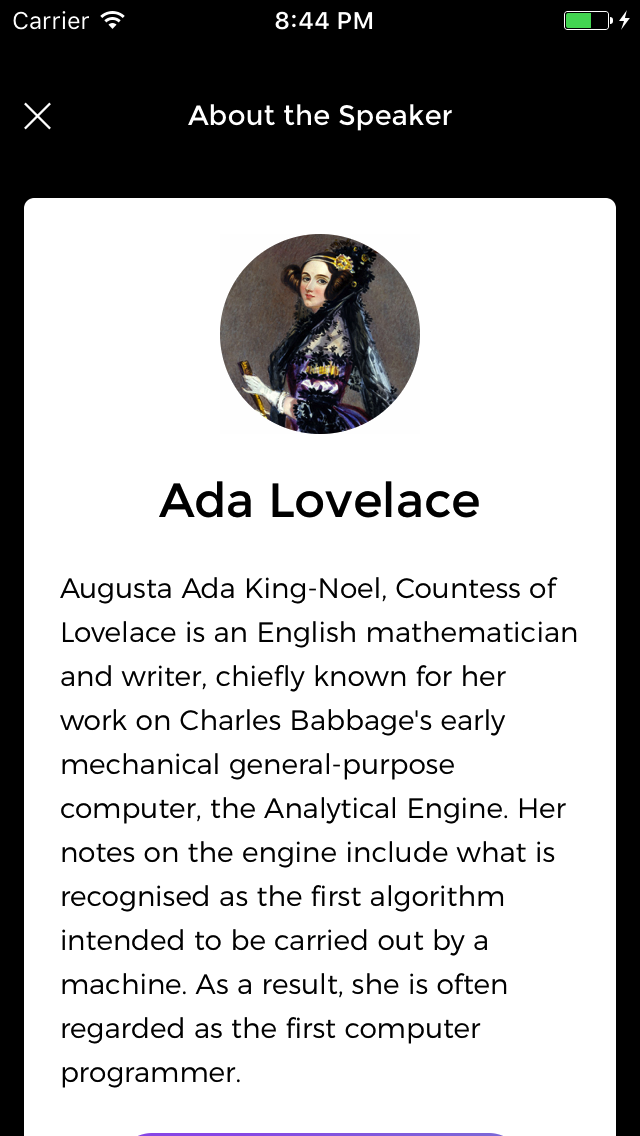 Carrier
8:44 PM
About the Speaker
Ada Lovelace
Augusta Ada King-Noel, Countess of
Lovelace is an English mathematician
and writer, chiefly known for her
work on Charles Babbage's early
mechanical general-purpose
computer, the Analytical Engine. Her
notes on the engine include what is
recognised as the first algorithm
intended to be carried out by a
machine. As a result, she is often
regarded as the first computer
programmer.